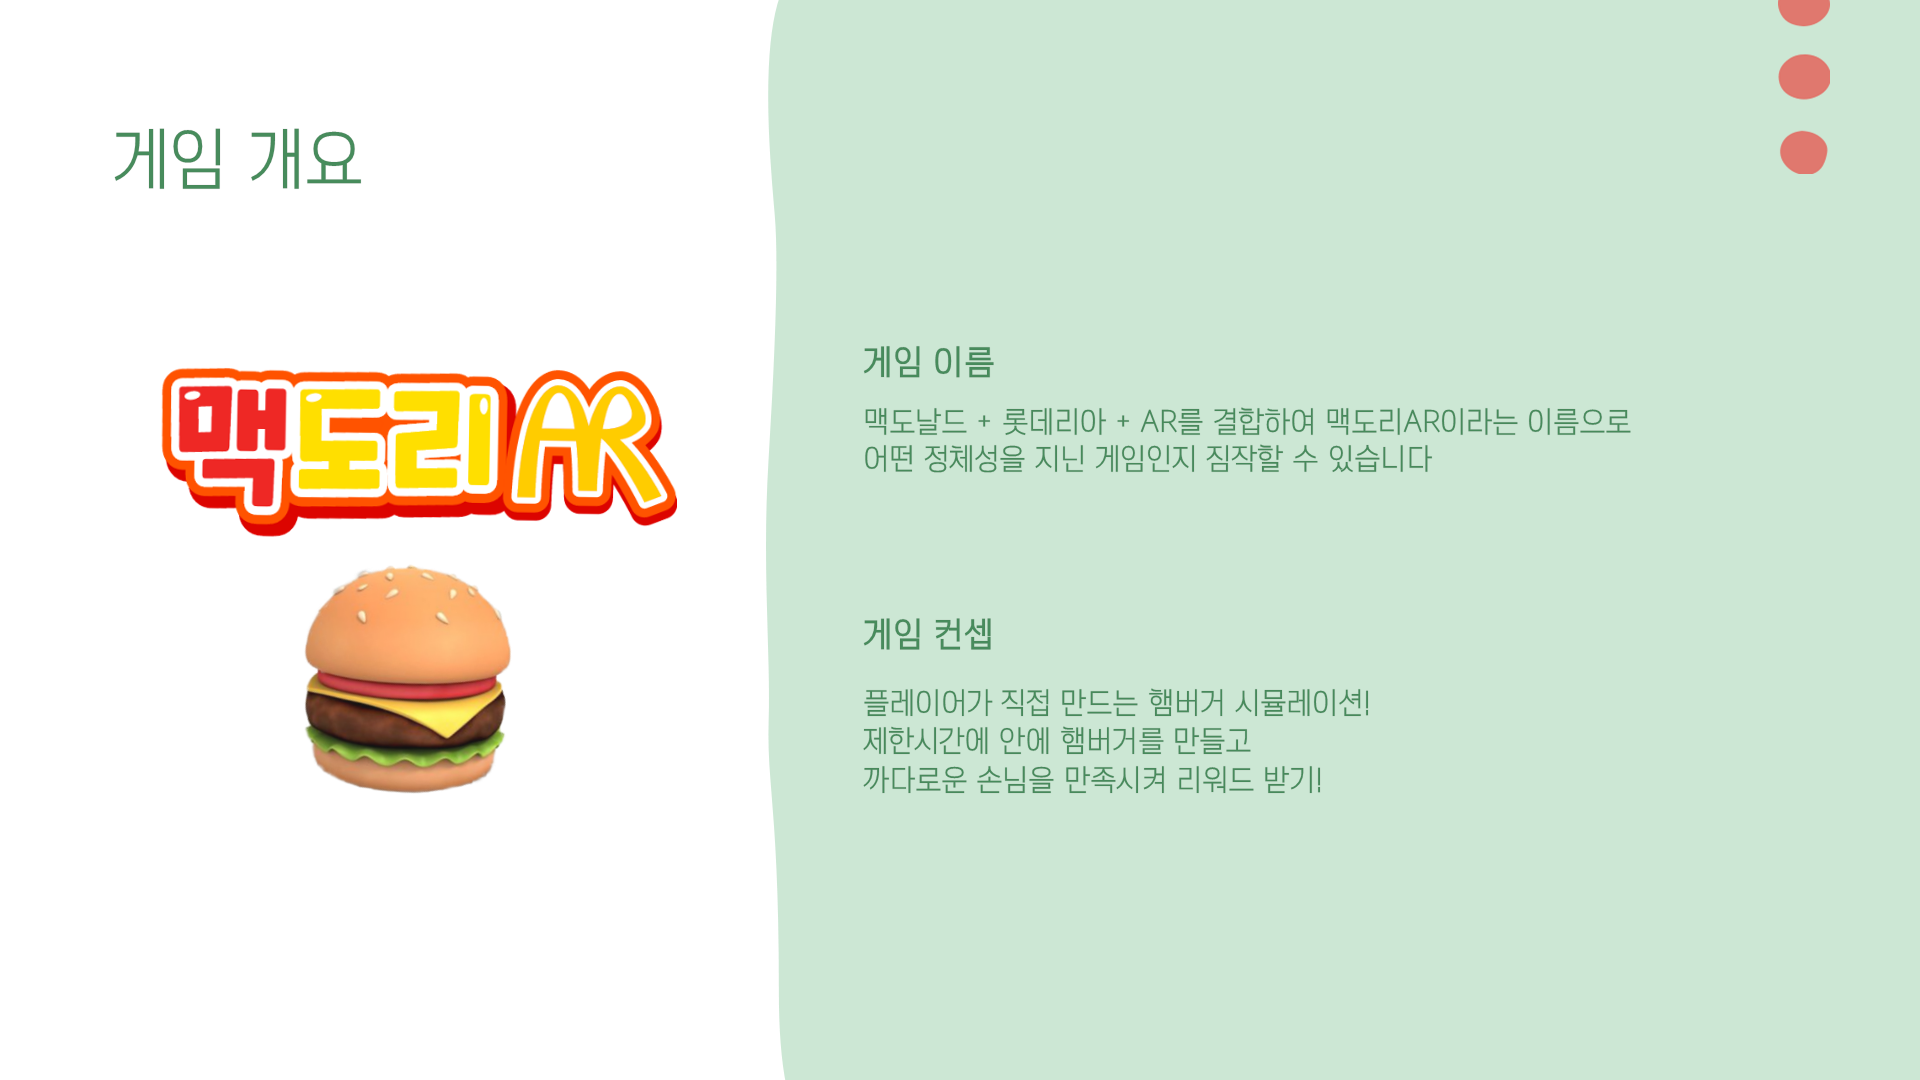 게임 개요
맥도리AR
게임 이름
맥도날드 + 롯데리아 + AR를 결합하여 맥도리AR이라는 이름으로
어떤 정체성을 지닌 게임인지 짐작할 수 있습니다
게임 컨셉
플레이어가 직접 만드는 햄버거 시뮬레이션!
제한시간에 안에 햄버거를 만들고
까다로운 손님을 만족시켜 리워드 받기!